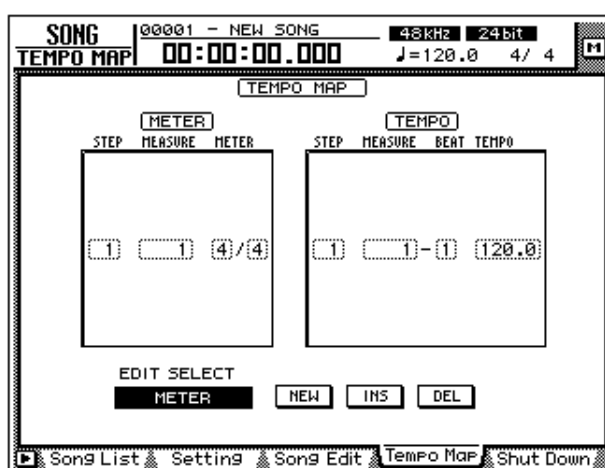 SONG 00001 - NEW SONG 48kHz 24bit
TEMPO MAP 00:00:00.000 ♩=120.0 4/ 4 M
TEMPO MAP
METER TEMPO
STEP MEASURE METER STEP MEASURE BEAT TEMPO
1 1 4/4 1 1-1 120.0
EDIT SELECT
METER NEW INS DEL
Song List Setting Song Edit Tempo Map Shut Down